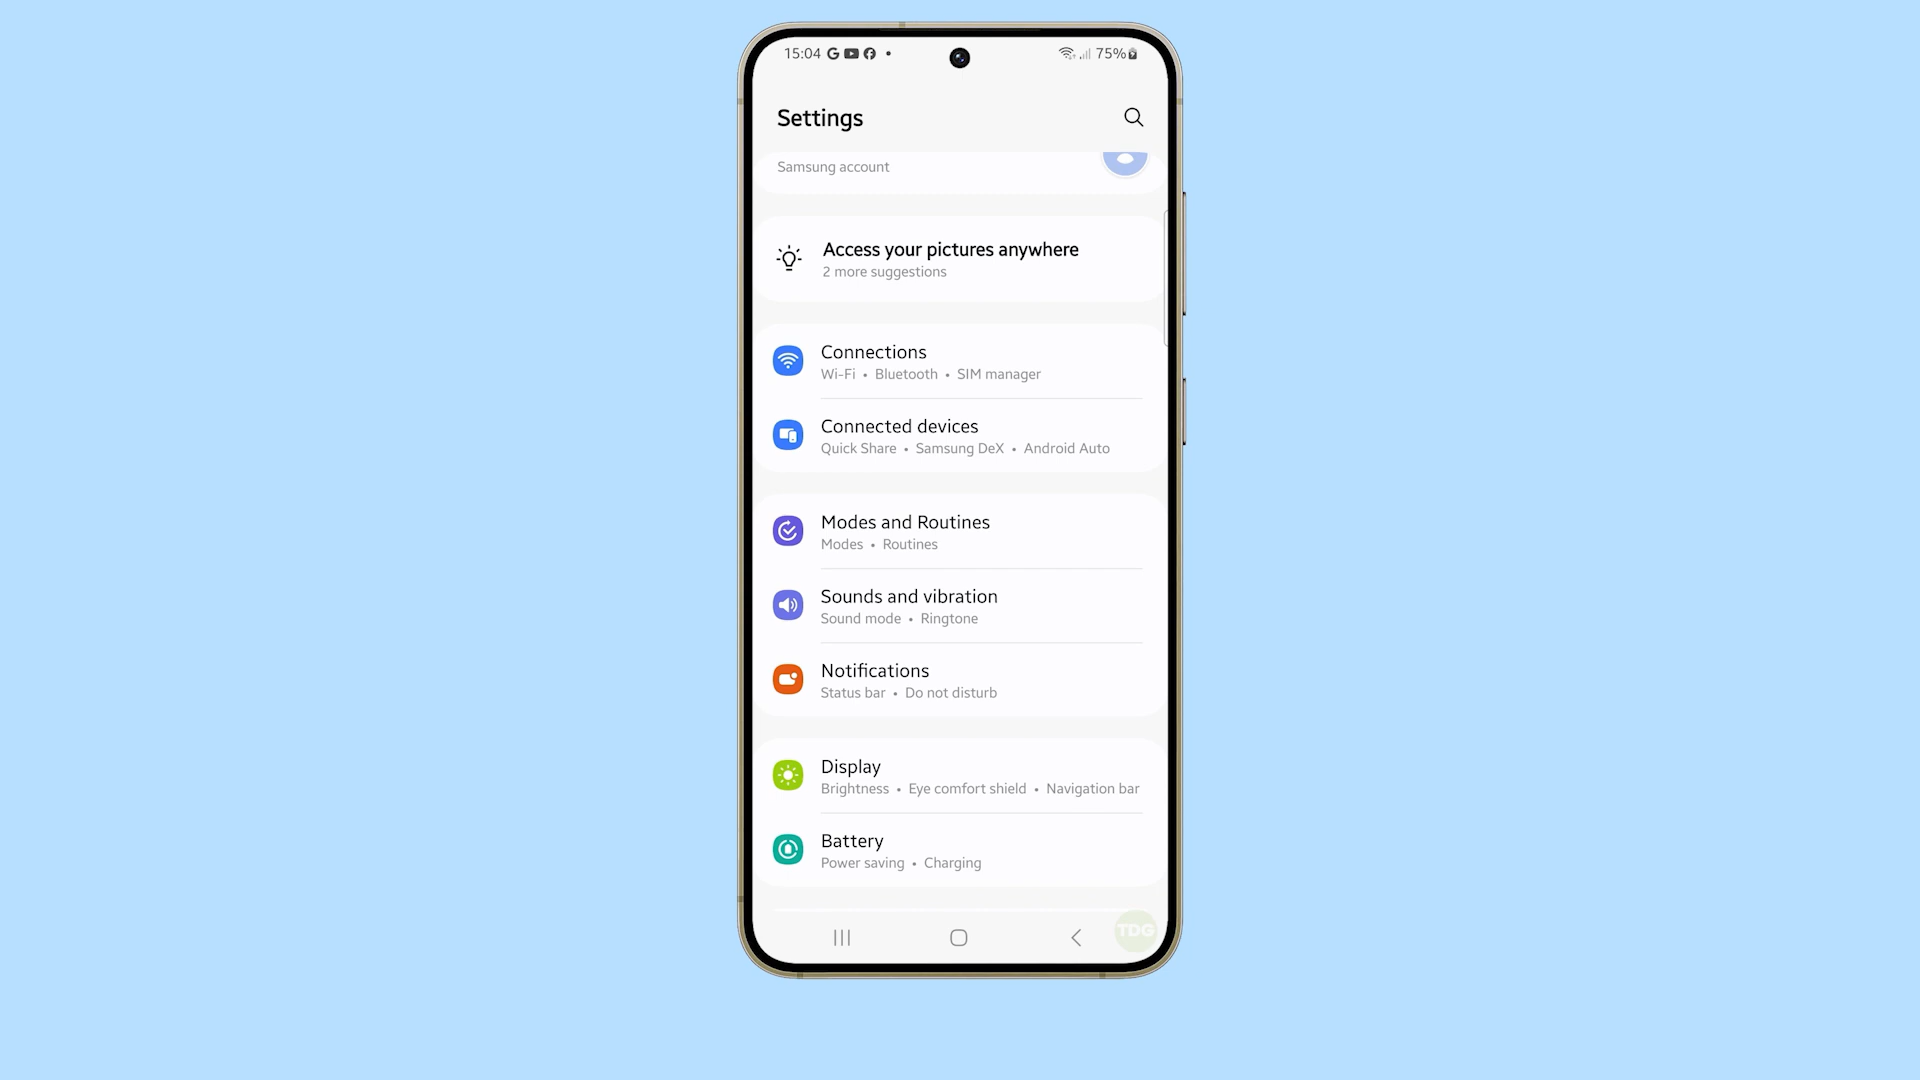 15:04 75%
Settings
Samsung account
Access your pictures anywhere
2 more suggestions
Connections
Wi-Fi • Bluetooth • SIM manager
Connected devices
Quick Share • Samsung DeX • Android Auto
Modes and Routines
Modes • Routines
Sounds and vibration
Sound mode • Ringtone
Notifications
Status bar • Do not disturb
Display
Brightness • Eye comfort shield • Navigation bar
Battery
Power saving • Charging
TDG